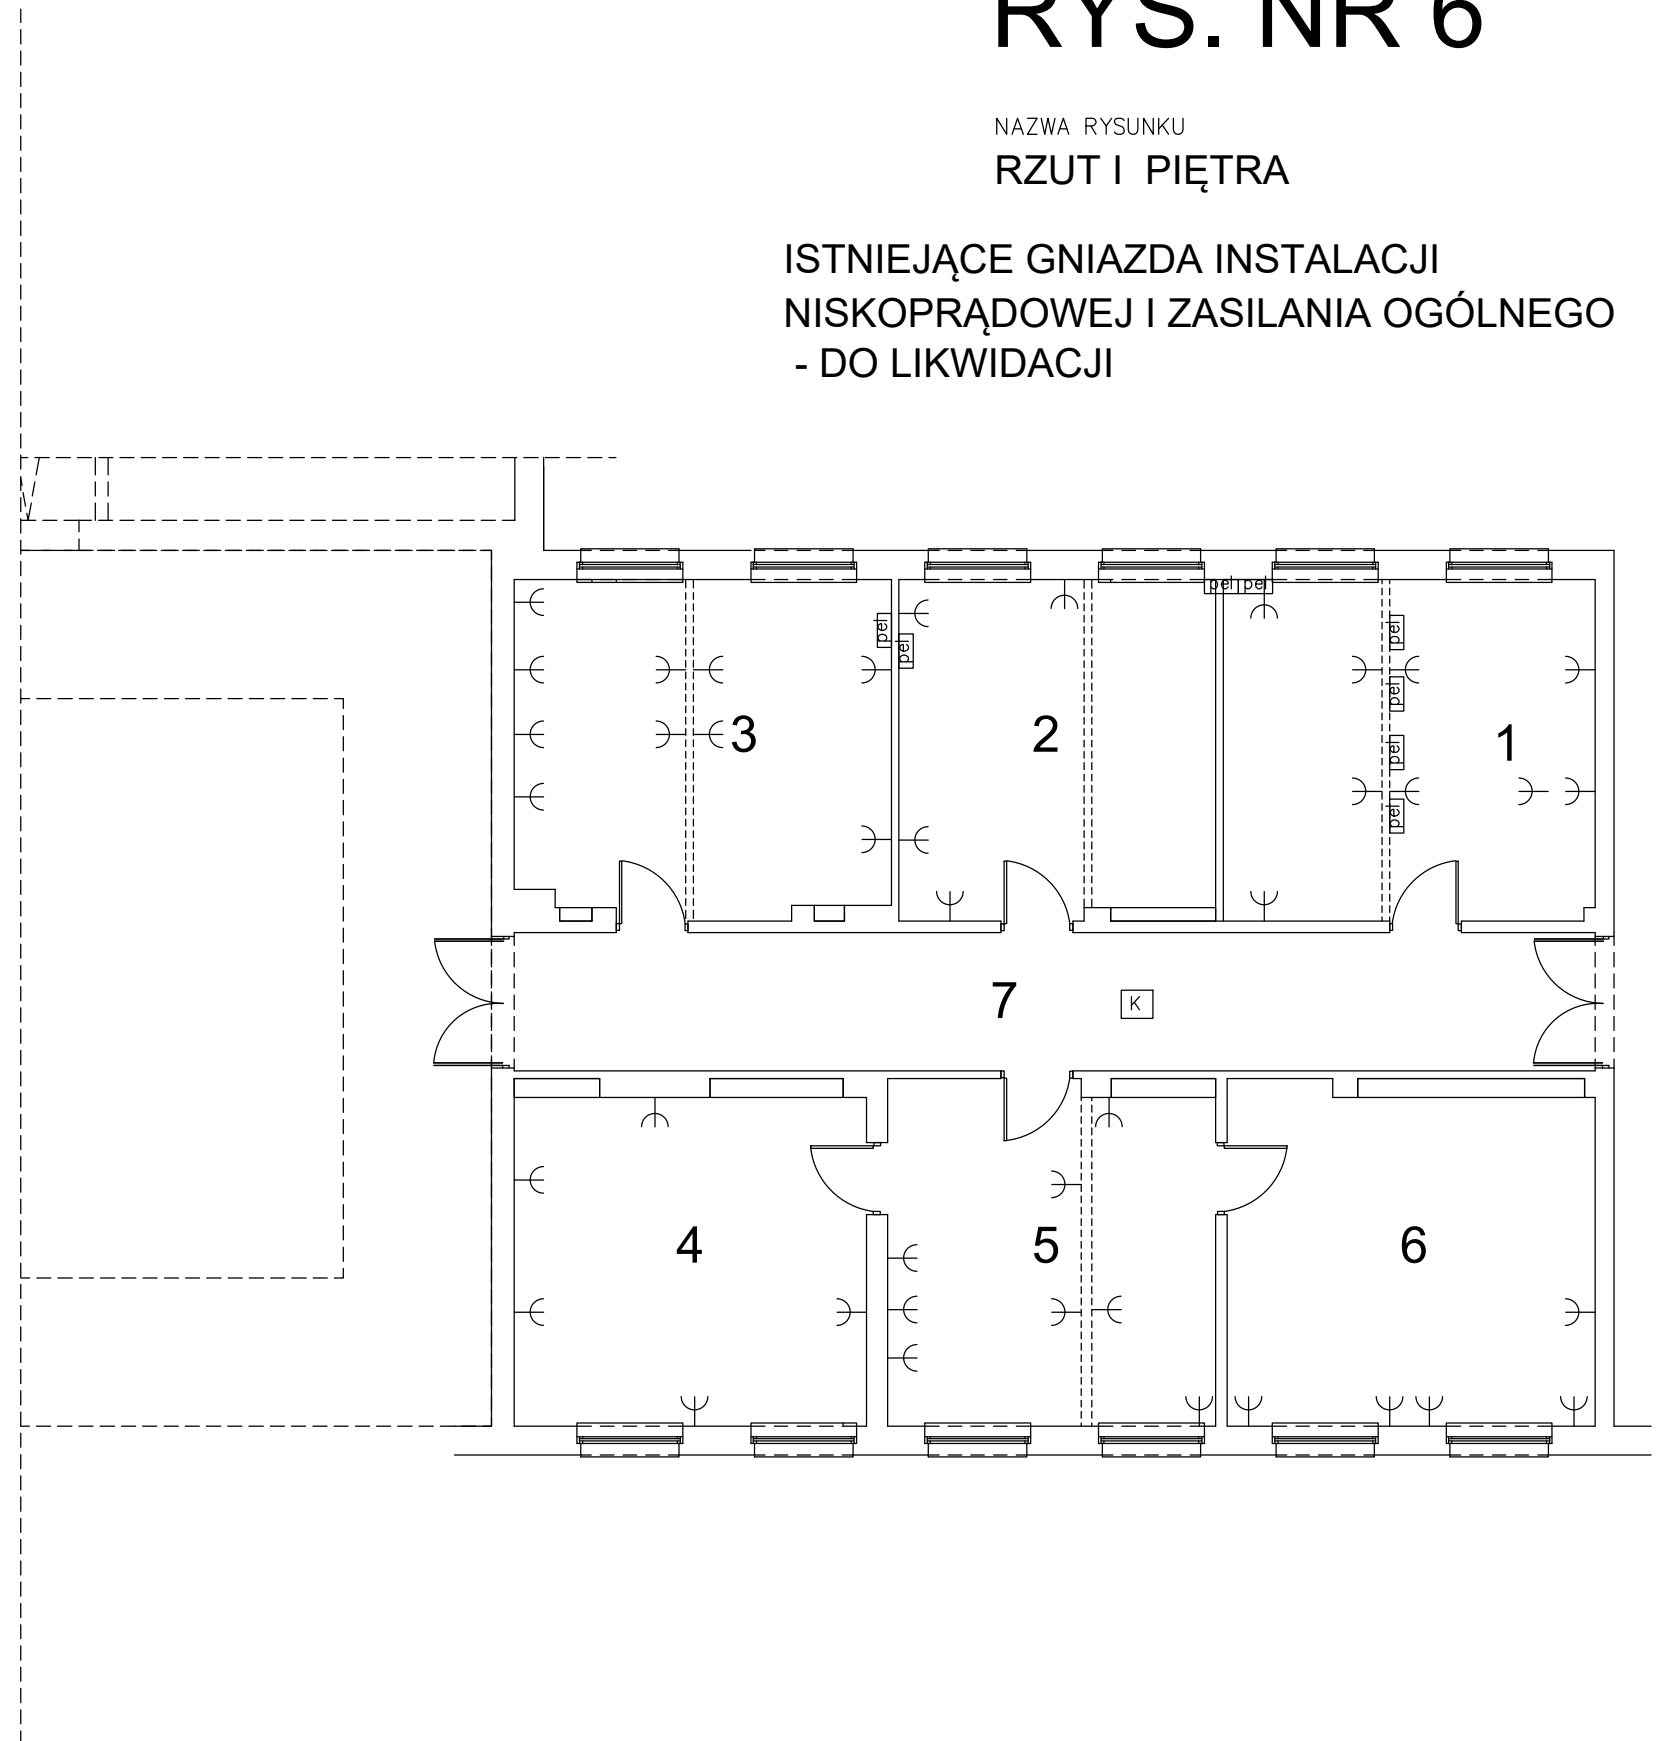 RYS. NR 6
NAZWA RYSUNKU
RZUT I PIĘTRA
ISTNIEJĄCE GNIAZDA INSTALACJI
NISKOPRĄDOWEJ I ZASILANIA OGÓLNEGO
- DO LIKWIDACJI
pel pel
pel
pel
pel
pel
pel
pel
3
2
1
7
K
4
5
6